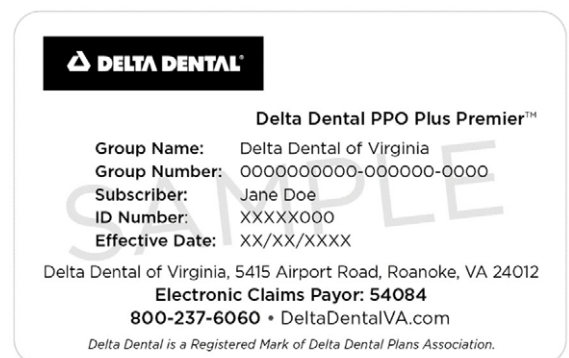 DELTA DENTAL®
Delta Dental PPO Plus Premier™
Group Name: Delta Dental of Virginia
Group Number: 0000000000-000000-0000
Subscriber: Jane Doe
ID Number: XXXXX000
Effective Date: XX/XX/XXXX
SAMPLE
Delta Dental of Virginia, 5415 Airport Road, Roanoke, VA 24012
Electronic Claims Payor: 54084
800-237-6060 • DeltaDentalVA.com
Delta Dental is a Registered Mark of Delta Dental Plans Association.